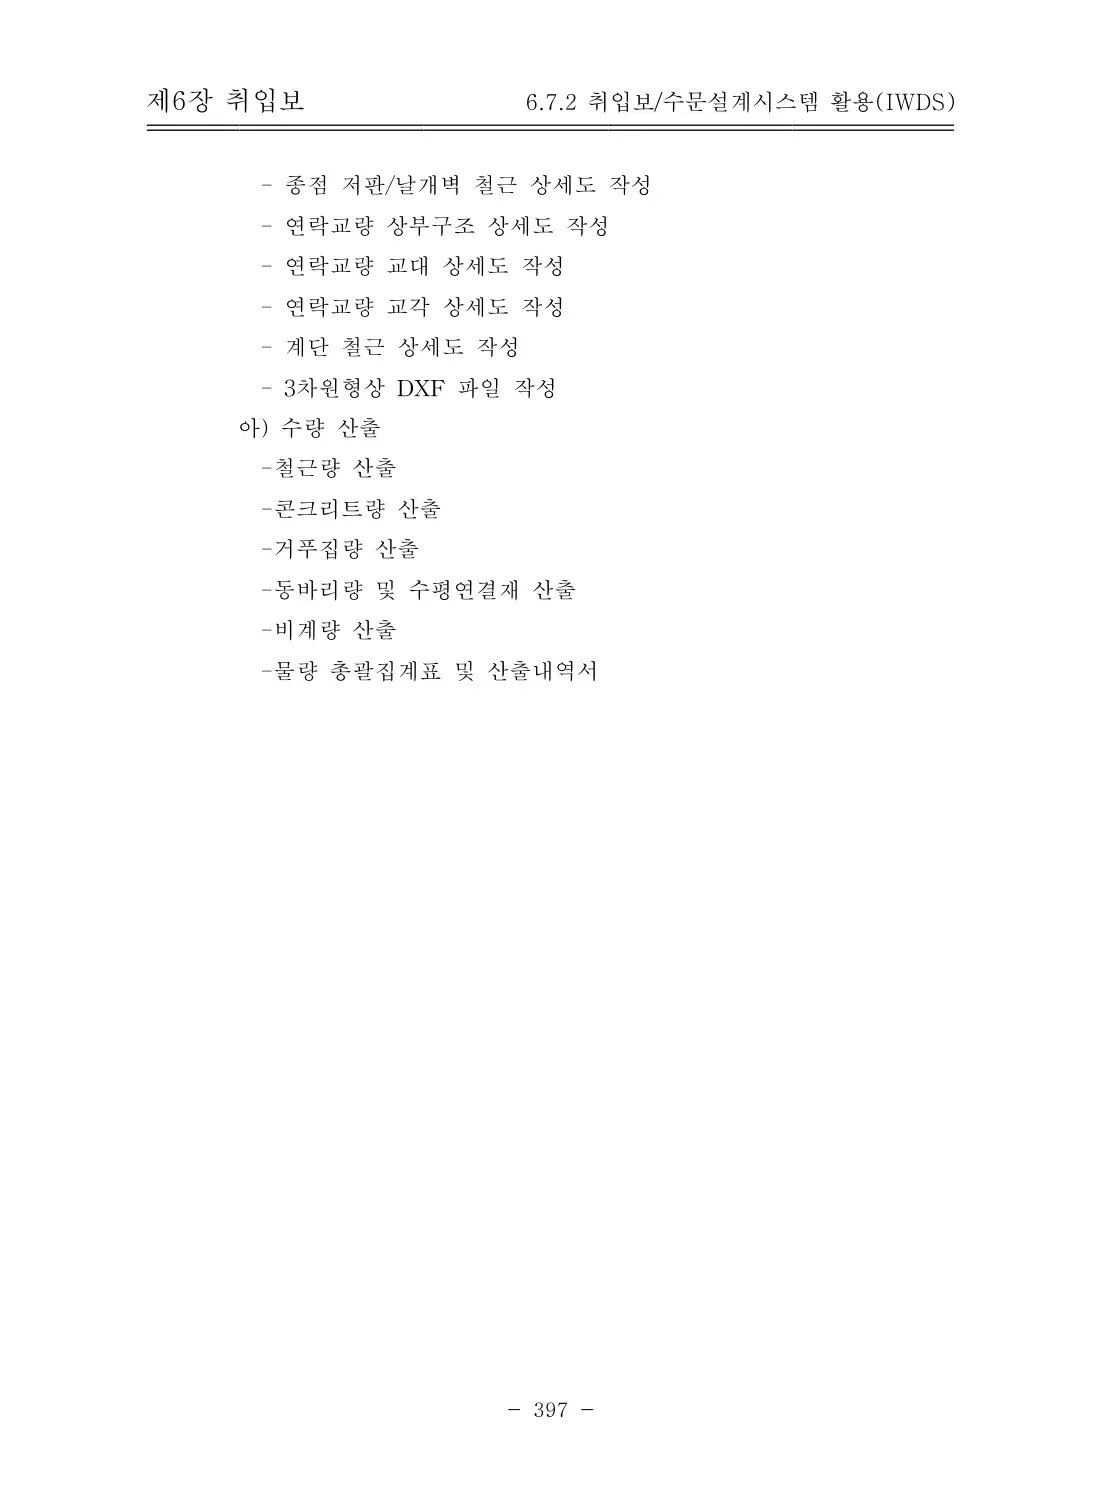 제6장 취입보
6.7.2 취입보/수문설계시스템 활용(IWDS)
- 종점 저판/날개벽 철근 상세도 작성
- 연락교량 상부구조 상세도 작성
- 연락교량 교대 상세도 작성
- 연락교량 교각 상세도 작성
- 계단 철근 상세도 작성
- 3차원형상 DXF 파일 작성
아) 수량 산출
-철근량 산출
-콘크리트량 산출
-거푸집량 산출
-동바리량 및 수평연결재 산출
-비계량 산출
-물량 총괄집계표 및 산출내역서
- 397 -